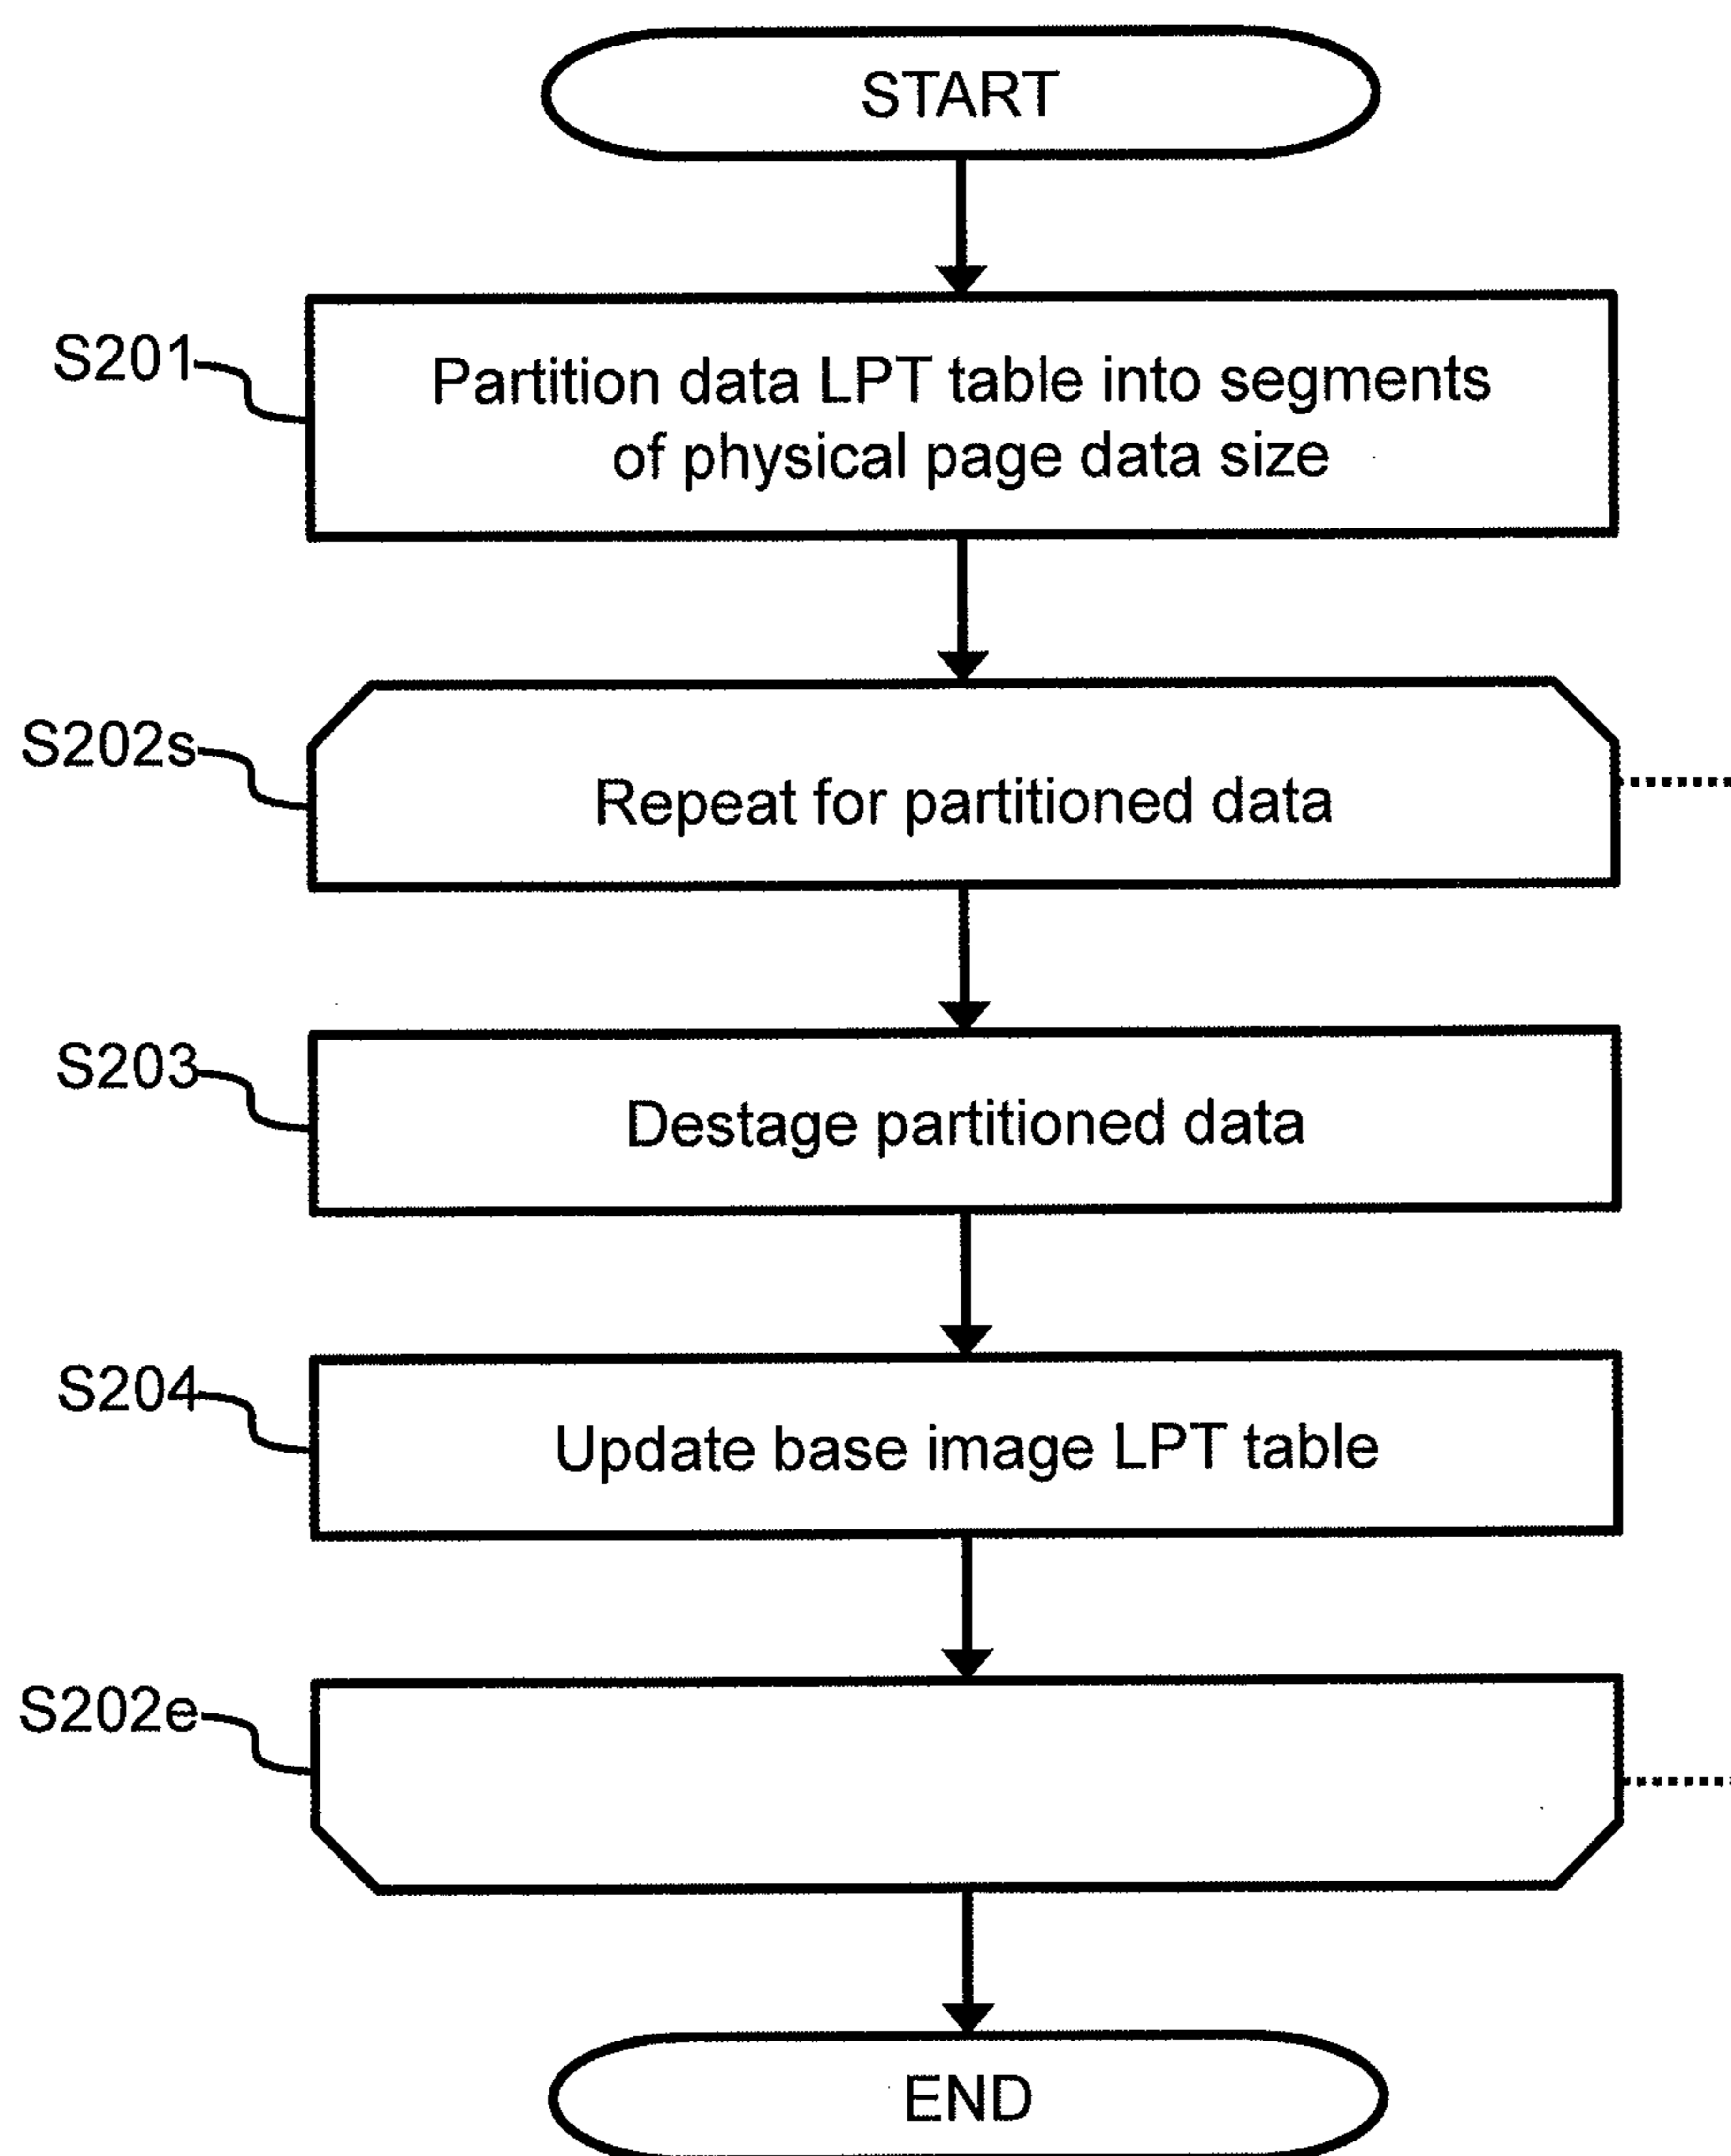 START
S201
Partition data LPT table into segments
of physical page data size
S202s
Repeat for partitioned data
S203
Destage partitioned data
S204
Update base image LPT table
S202e
END